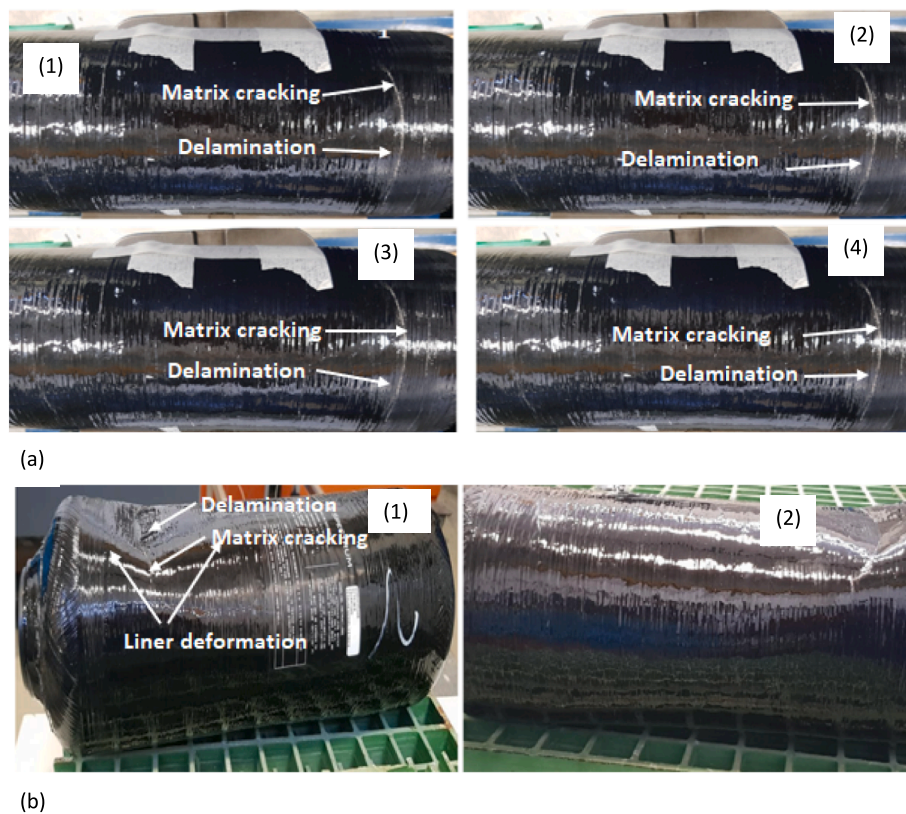 (1)
Matrix cracking
Delamination
(2)
Matrix cracking
Delamination
(3)
Matrix cracking
Delamination
(4)
Matrix cracking
Delamination
(a)
(1)
Delamination
Matrix cracking
Liner deformation
(2)
(b)